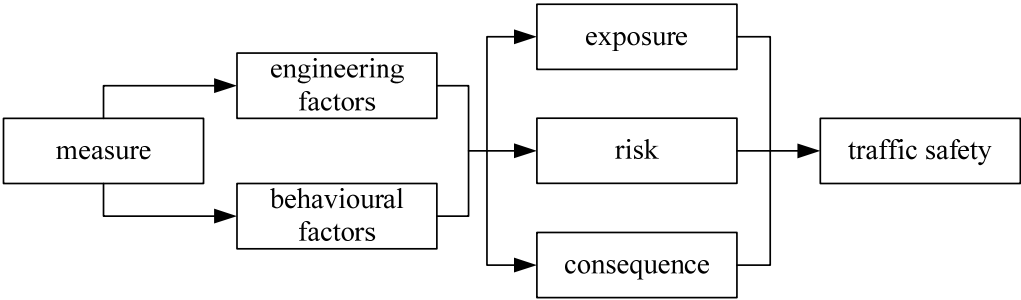 measure
engineering
factors
behavioural
factors
exposure
risk
consequence
traffic safety